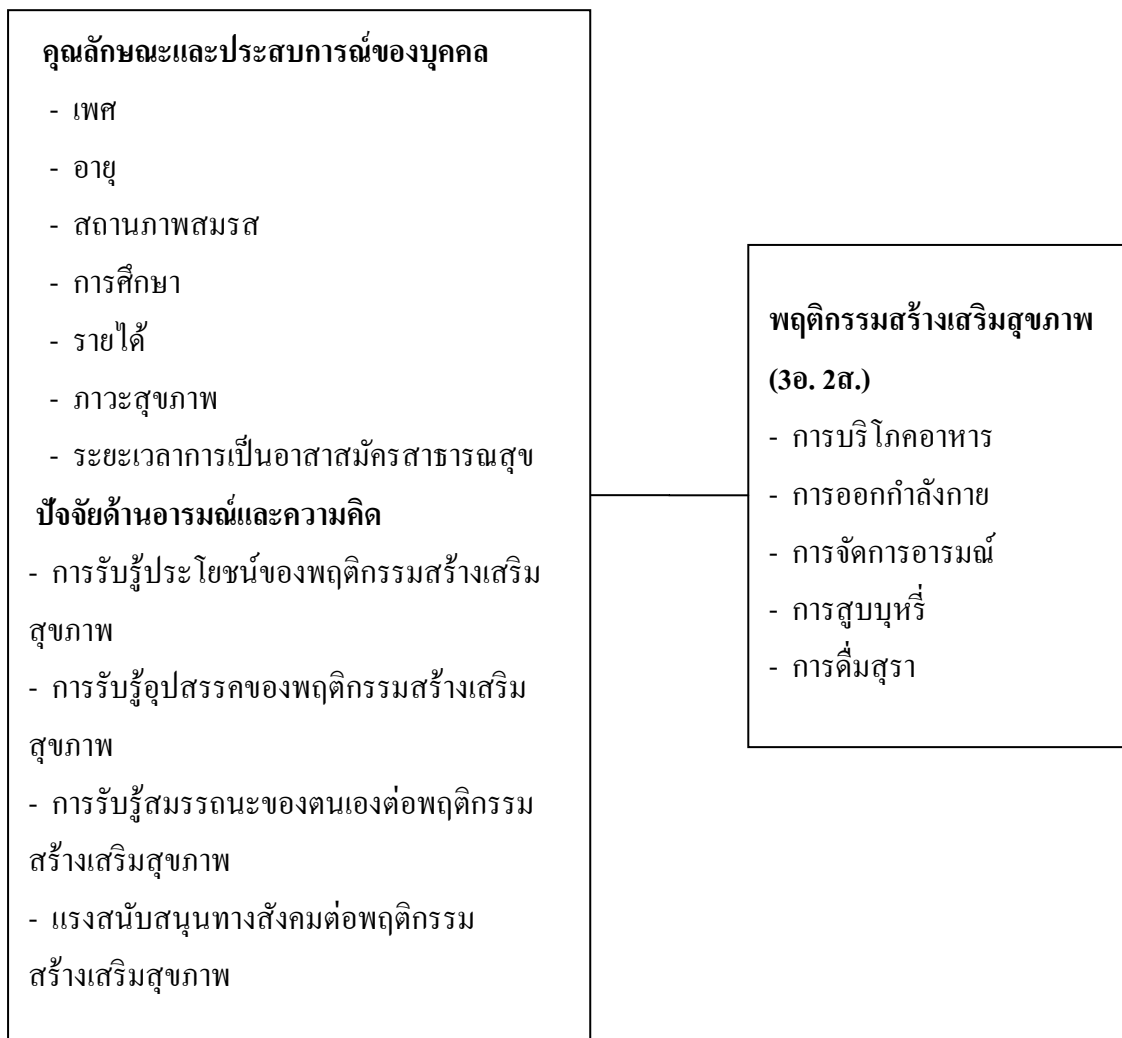 คุณลักษณะและประสบการณ์ของบุคคล
- เพศ
- อายุ
- สถานภาพสมรส
- การศึกษา
- รายได้
- ภาวะสุขภาพ
- ระยะเวลาการเป็นอาสาสมัครสาธารณสุข
ปัจจัยด้านอารมณ์และความคิด
- การรับรู้ประโยชน์ของพฤติกรรมสร้างเสริม
สุขภาพ
- การรับรู้อุปสรรคของพฤติกรรมสร้างเสริม
สุขภาพ
- การรับรู้สมรรถนะของตนเองต่อพฤติกรรม
สร้างเสริมสุขภาพ
- แรงสนับสนุนทางสังคมต่อพฤติกรรม
สร้างเสริมสุขภาพ
พฤติกรรมสร้างเสริมสุขภาพ
(3อ. 2ส.)
- การบริโภคอาหาร
- การออกกำลังกาย
- การจัดการอารมณ์
- การสูบบุหรี่
- การดื่มสุรา